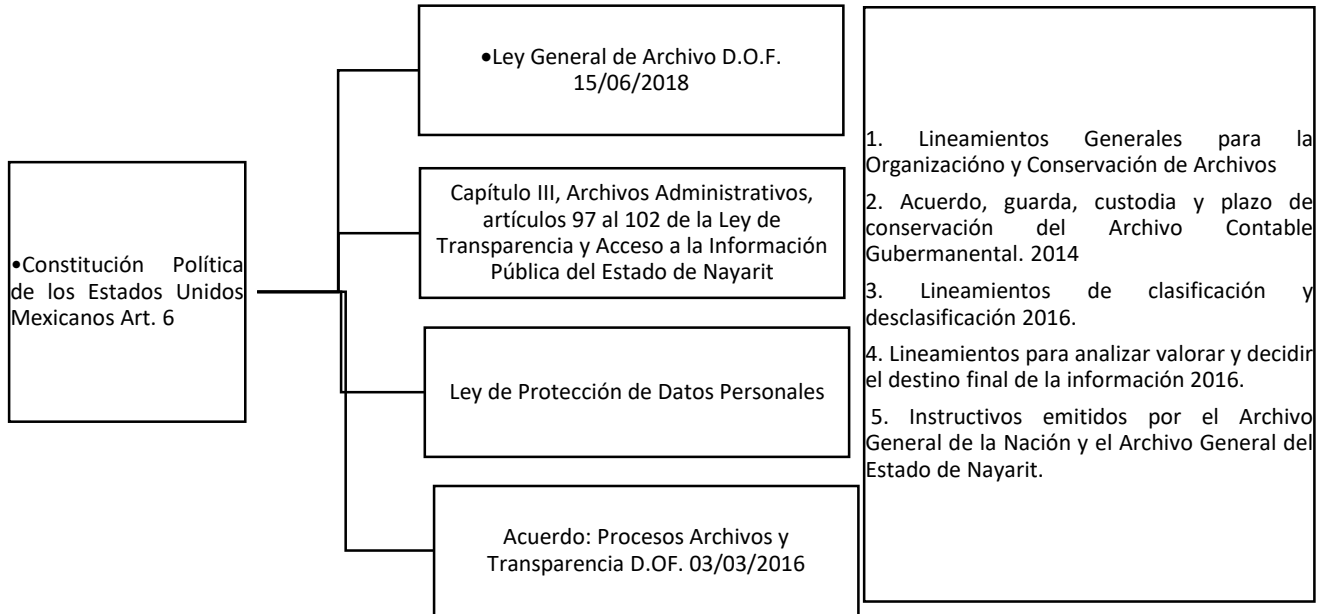 •Constitución Política
de los Estados Unidos
Mexicanos Art. 6
•Ley General de Archivo D.O.F.
15/06/2018
Capítulo III, Archivos Administrativos,
artículos 97 al 102 de la Ley de
Transparencia y Acceso a la Información
Pública del Estado de Nayarit
Ley de Protección de Datos Personales
Acuerdo: Procesos Archivos y
Transparencia D.OF. 03/03/2016
1. Lineamientos Generales para la
Organizacióno y Conservación de Archivos
2. Acuerdo, guarda, custodia y plazo de
conservación del Archivo Contable
Gubermanental. 2014
3. Lineamientos de clasificación y
desclasificación 2016.
4. Lineamientos para analizar valorar y decidir
el destino final de la información 2016.
5. Instructivos emitidos por el Archivo
General de la Nación y el Archivo General del
Estado de Nayarit.